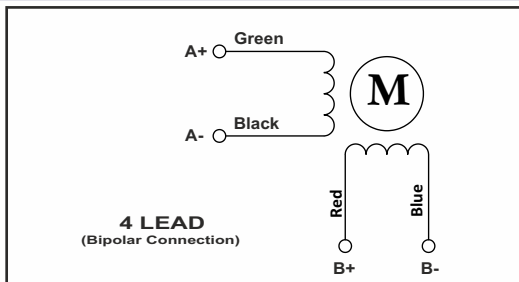 Green
A+
M
Black
A-
Red
Blue
4 LEAD
(Bipolar Connection)
B+
B-